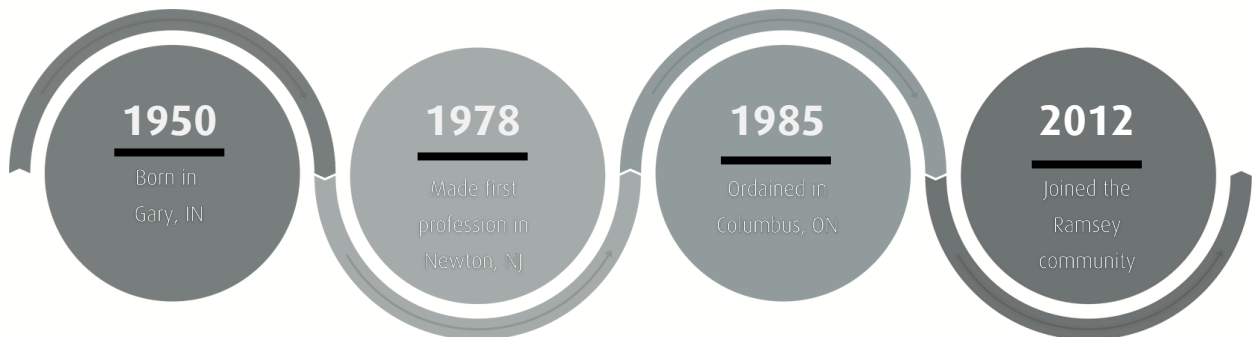 1950
Born in
Gary, IN
1978
Made first
profession in
Newton, NJ
1985
Ordained in
Columbus, ON
2012
Joined the
Ramsey
community